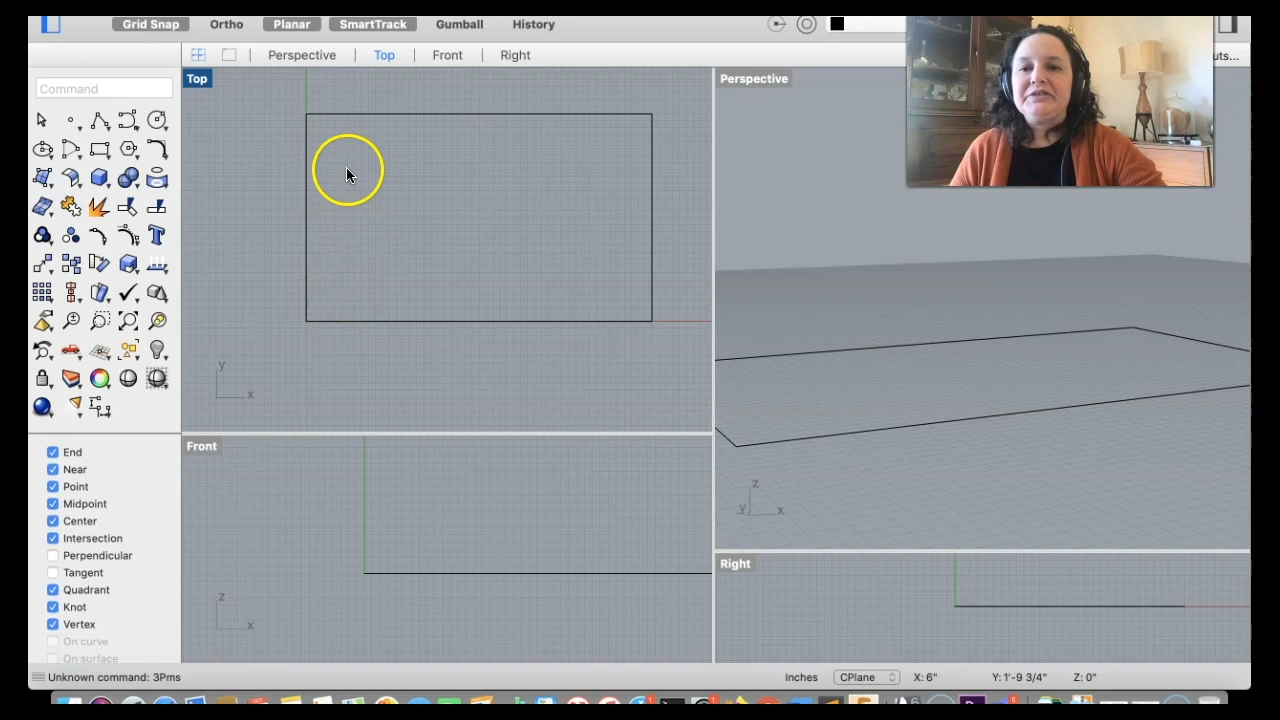 Grid Snap Ortho Planar SmartTrack Gumball History
Perspective Top Front Right
uts...
Command
Top
Perspective
y
x
Front
z
y x
Right
z
x
End
Near
Point
Midpoint
Center
Intersection
Perpendicular
Tangent
Quadrant
Knot
Vertex
On curve
On surface
Unknown command: 3Pms
Inches CPlane X: 6" Y: 1'-9 3/4" Z: 0"